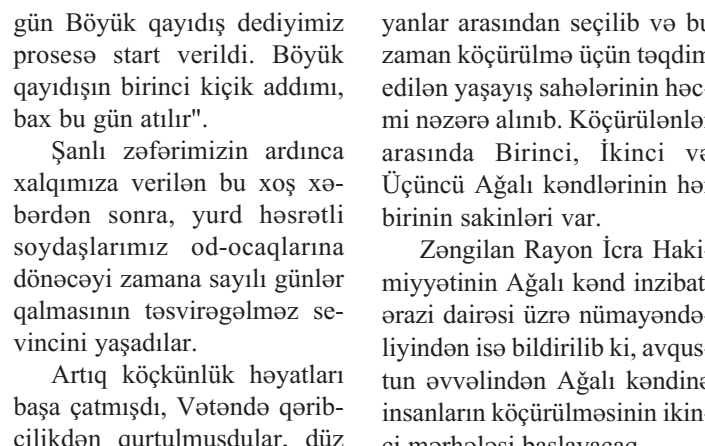 gün Böyük qayıdış dediyimiz
prosesə start verildi. Böyük
qayıdışın birinci kiçik addımı,
bax bu gün atılır".
Şanlı zəfərimizin ardınca
xalqımıza verilən bu xoş xə-
bərdən sonra, yurd həsrətli
soydaşlarımız od-ocaqlarına
dönəcəyi zamana sayılı günlər
qalmasının təsvirəgəlməz se-
vincini yaşadılar.
Artıq köçkünlük həyatları
başa çatmışdı, Vətəndə qərib-
çilikdən qurtulmuşdular, düz
yanlar arasından seçilib və bu
zaman köçürülmə üçün təqdim
edilən yaşayış sahələrinin həc-
mi nəzərə alınıb. Köçürülənlər
arasında Birinci, İkinci və
Üçüncü Ağalı kəndlərinin hər
birinin sakinləri var.
Zəngilan Rayon İcra Haki-
miyyətinin Ağalı kənd inzibati
ərazi dairəsi üzrə nümayəndə-
liyindən isə bildirilib ki, avqus-
tun əvvəlindən Ağalı kəndinə
insanların köçürülməsinin ikin-
ci mərhələsi başlayacaq